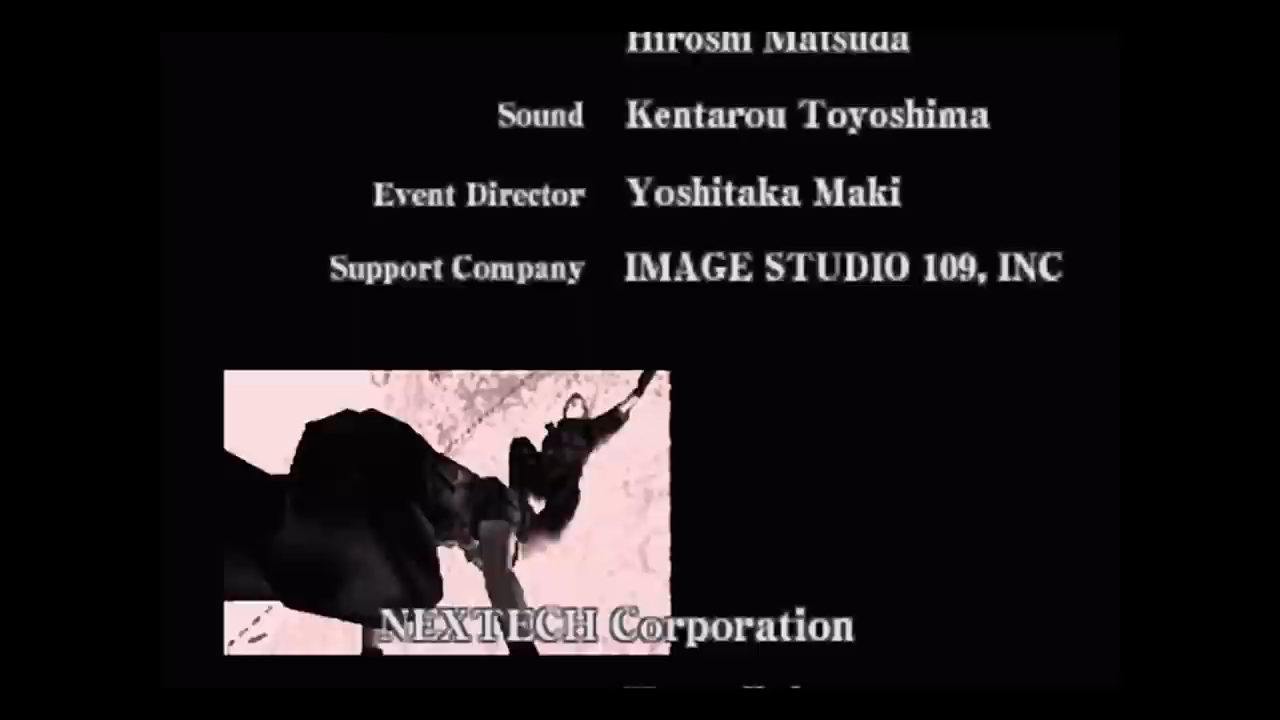 Hiroshi Matsuda
Sound Kentarou Toyoshima
Event Director Yoshitaka Maki
Support Company IMAGE STUDIO 109, INC
NEXTECH Corporation